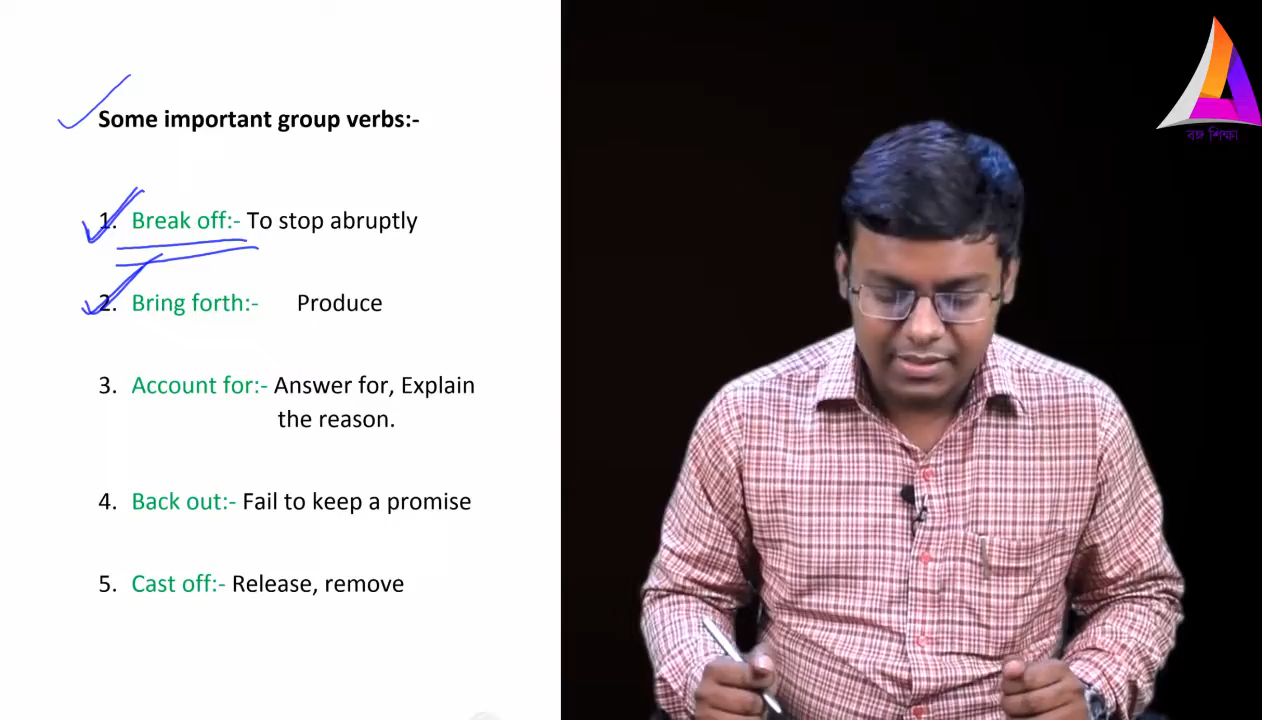 Some important group verbs:-
1. Break off:- To stop abruptly
2. Bring forth:- Produce
3. Account for:- Answer for, Explain
the reason.
4. Back out:- Fail to keep a promise
5. Cast off:- Release, remove
বঙ্গ শিক্ষা